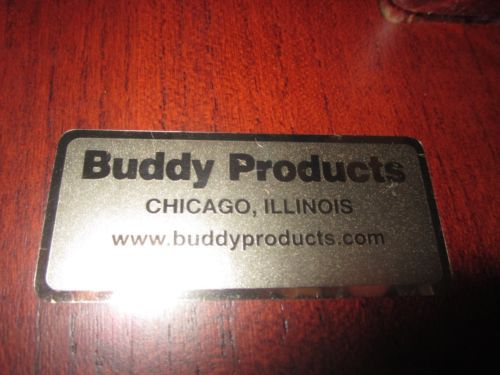 Buddy Products
CHICAGO, ILLINOIS
www.buddyproducts.com